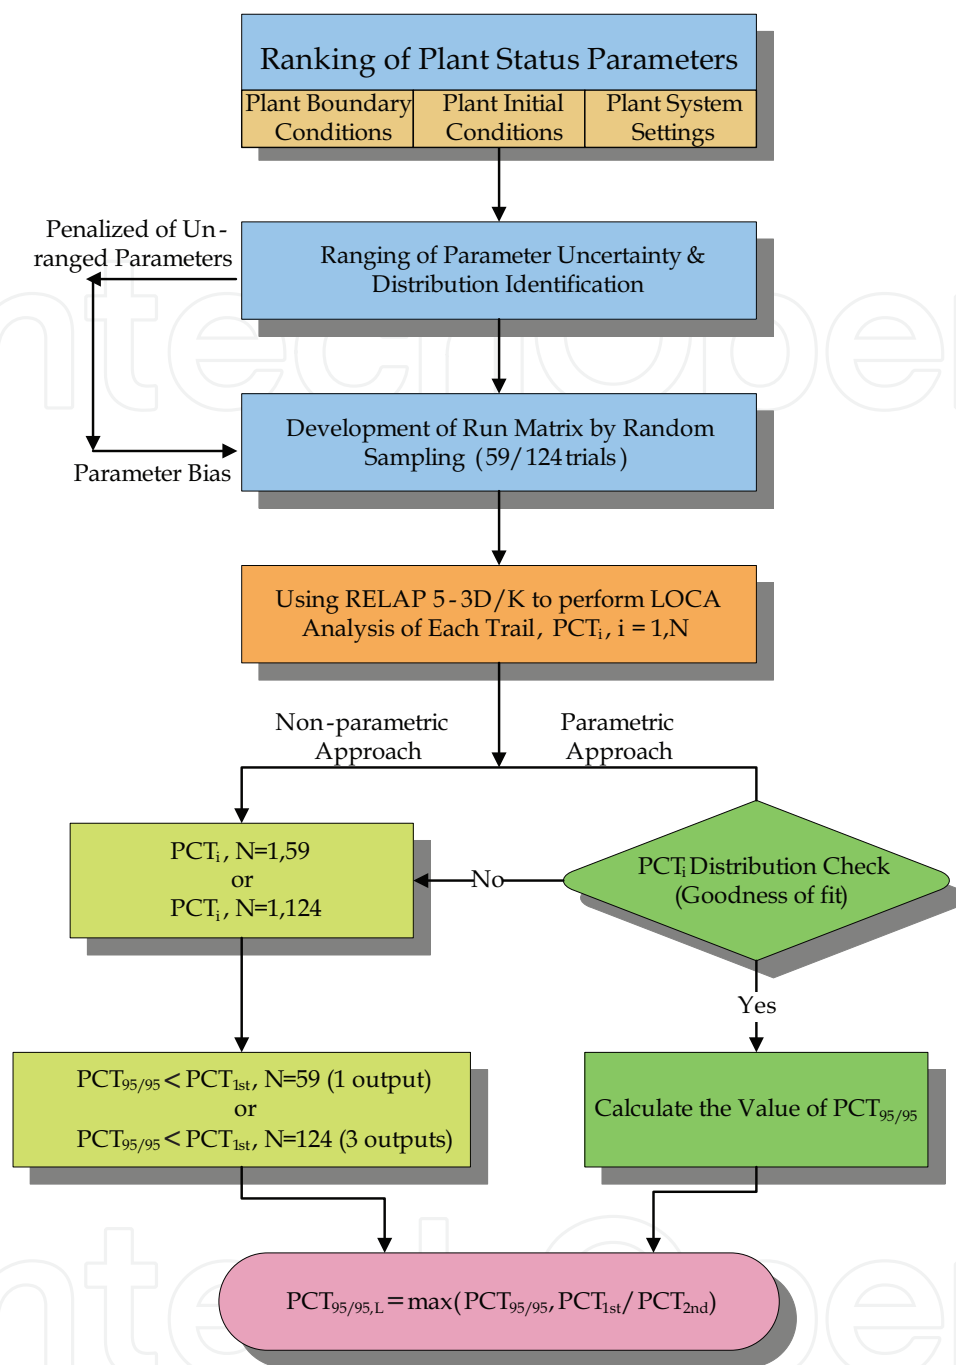 Ranking of Plant Status Parameters
Plant Boundary
Conditions
Plant Initial
Conditions
Plant System
Settings
Penalized of Un-
ranged Parameters
Ranging of Parameter Uncertainty &
Distribution Identification
Development of Run Matrix by Random
Sampling (59/124 trials)
Parameter Bias
Using RELAP 5-3D/K to perform LOCA
Analysis of Each Trail, PCTi, i = 1,N
Non-parametric
Approach
Parametric
Approach
PCTi, N=1,59
or
PCTi, N=1,124
No
PCTi Distribution Check
(Goodness of fit)
Yes
PCT95/95 < PCT1st, N=59 (1 output)
or
PCT95/95 < PCT1st, N=124 (3 outputs)
Calculate the Value of PCT95/95
PCT95/95,L = max(PCT95/95, PCT1st/PCT2nd)